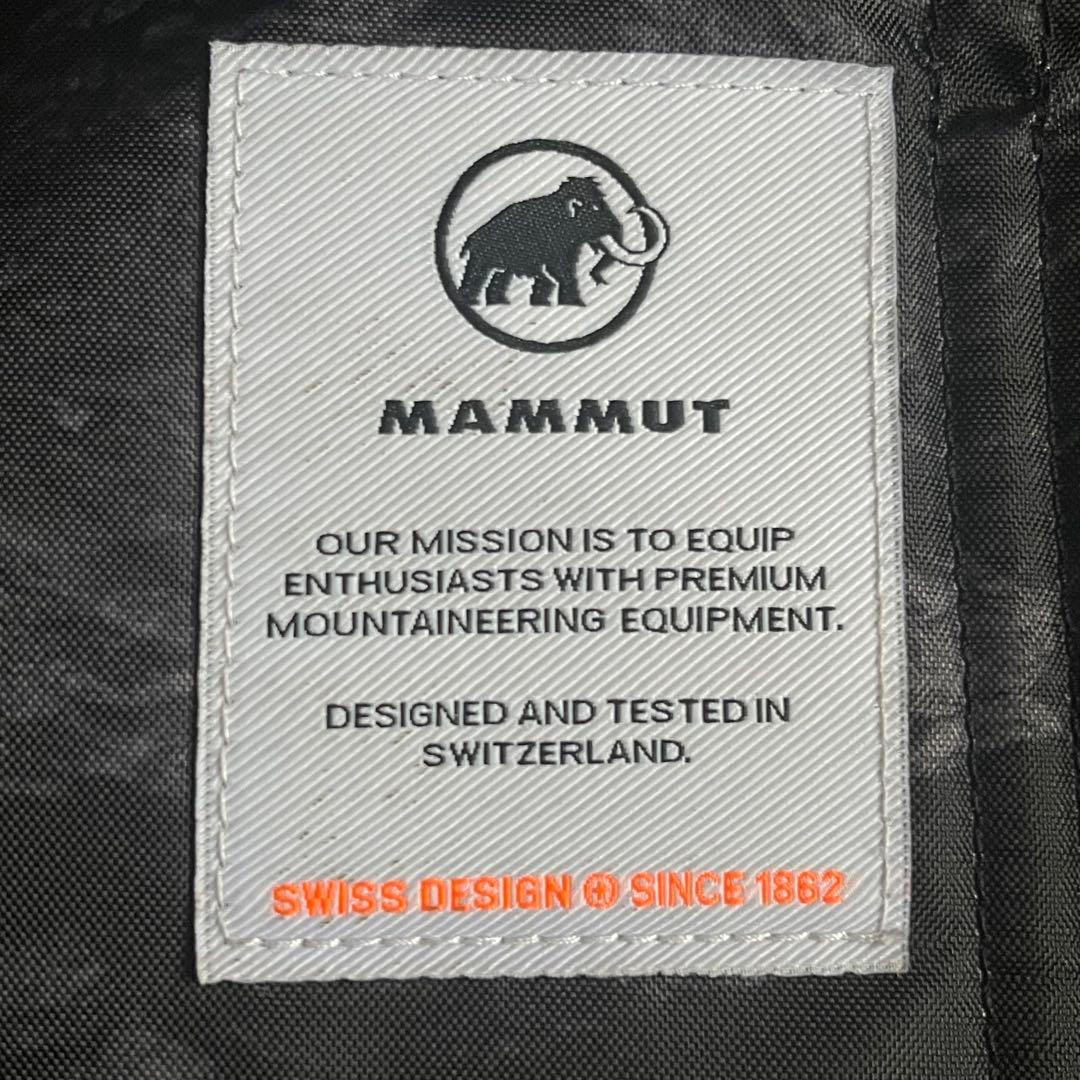 MAMMUT
OUR MISSION IS TO EQUIP
ENTHUSIASTS WITH PREMIUM
MOUNTAINEERING EQUIPMENT.
DESIGNED AND TESTED IN
SWITZERLAND.
SWISS DESIGN SINCE 1862